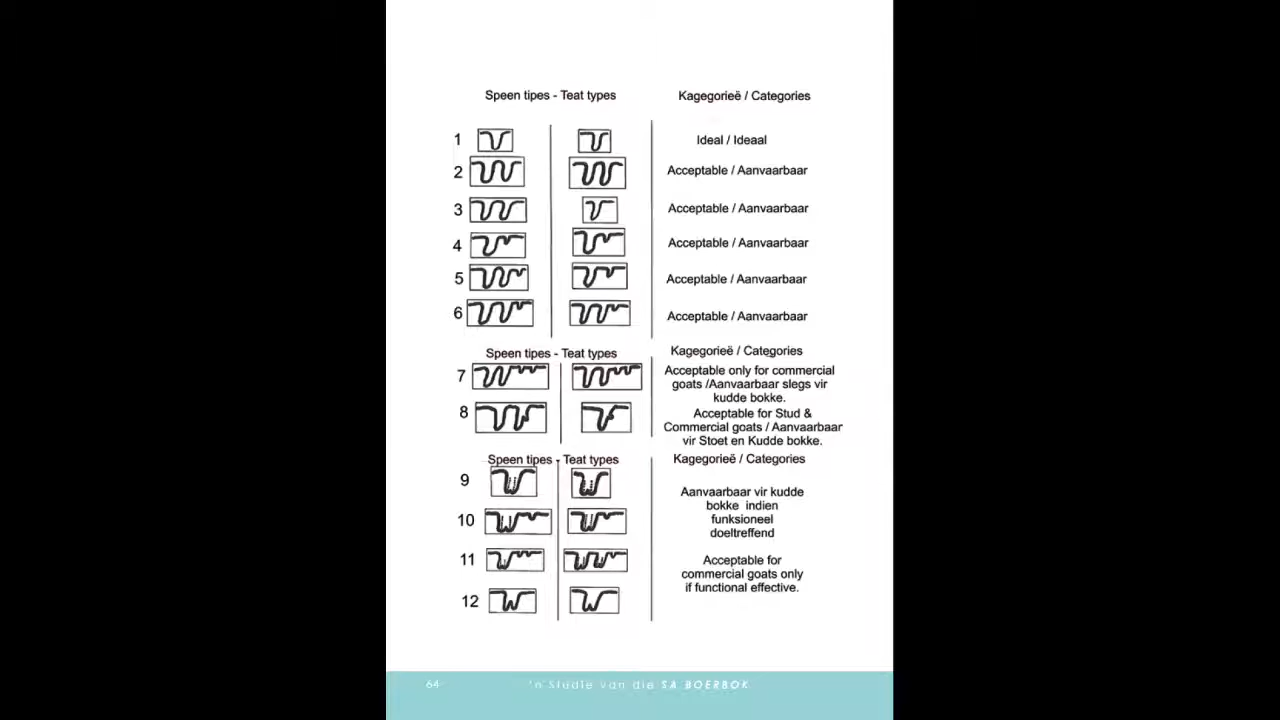 Speen tipes - Teat types Kagegorieë / Categories
1 Ideal / Ideaal
2 Acceptable / Aanvaarbaar
3 Acceptable / Aanvaarbaar
4 Acceptable / Aanvaarbaar
5 Acceptable / Aanvaarbaar
6 Acceptable / Aanvaarbaar
Speen tipes - Teat types Kagegorieë / Categories
7 Acceptable only for commercial
goats /Aanvaarbaar slegs vir
kudde bokke.
8 Acceptable for Stud &
Commercial goats / Aanvaarbaar
vir Stoet en Kudde bokke.
Speen tipes - Teat types Kagegorieë / Categories
9
Aanvaarbaar vir kudde
bokke indien
10 funksioneel
doeltreffend
11 Acceptable for
commercial goats only
if functional effective.
12
64 'n Studie van die SA BOERBOK